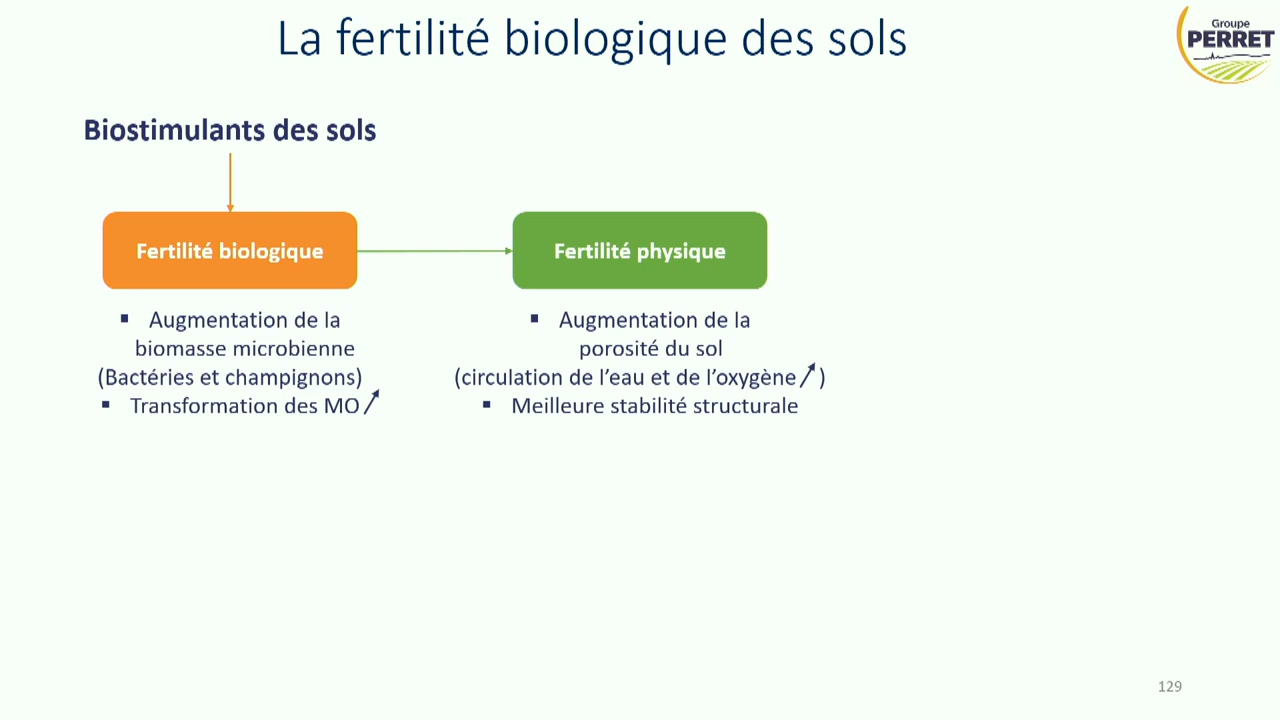 La fertilité biologique des sols
Groupe
PERRET
Biostimulants des sols
Fertilité biologique
Fertilité physique
▪ Augmentation de la
biomasse microbienne
(Bactéries et champignons)
▪ Transformation des MO↗
▪ Augmentation de la
porosité du sol
(circulation de l’eau et de l’oxygène↗)
▪ Meilleure stabilité structurale
129